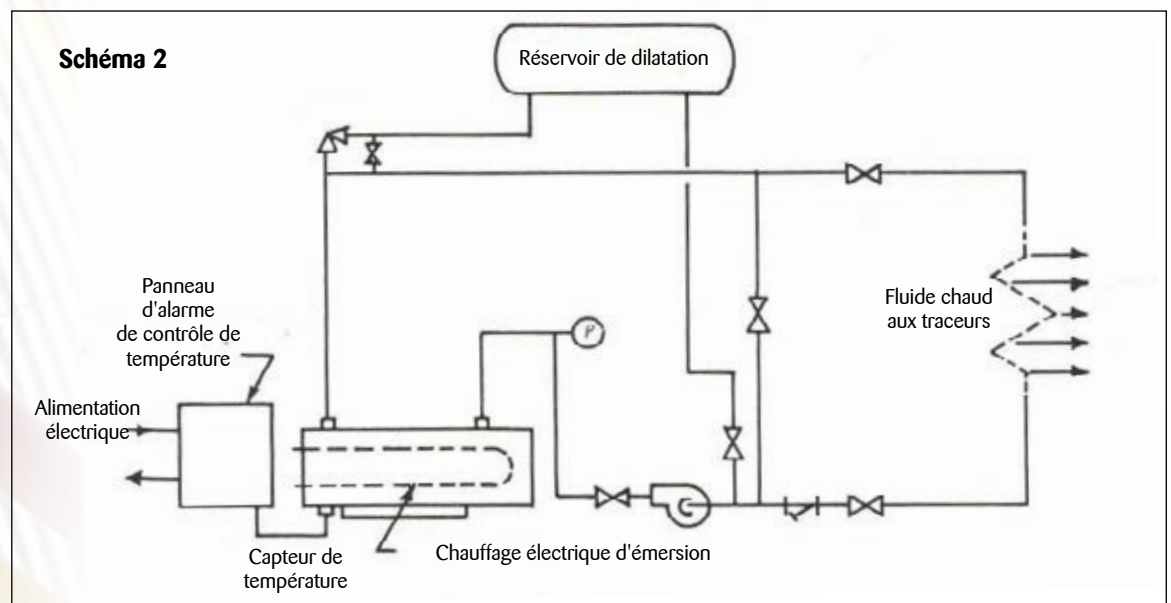 Schéma 2
Réservoir de dilatation
Panneau
d'alarme
de contrôle de
température
Alimentation
électrique
P
Fluide chaud
aux traceurs
Capteur de
température
Chauffage électrique d'émersion